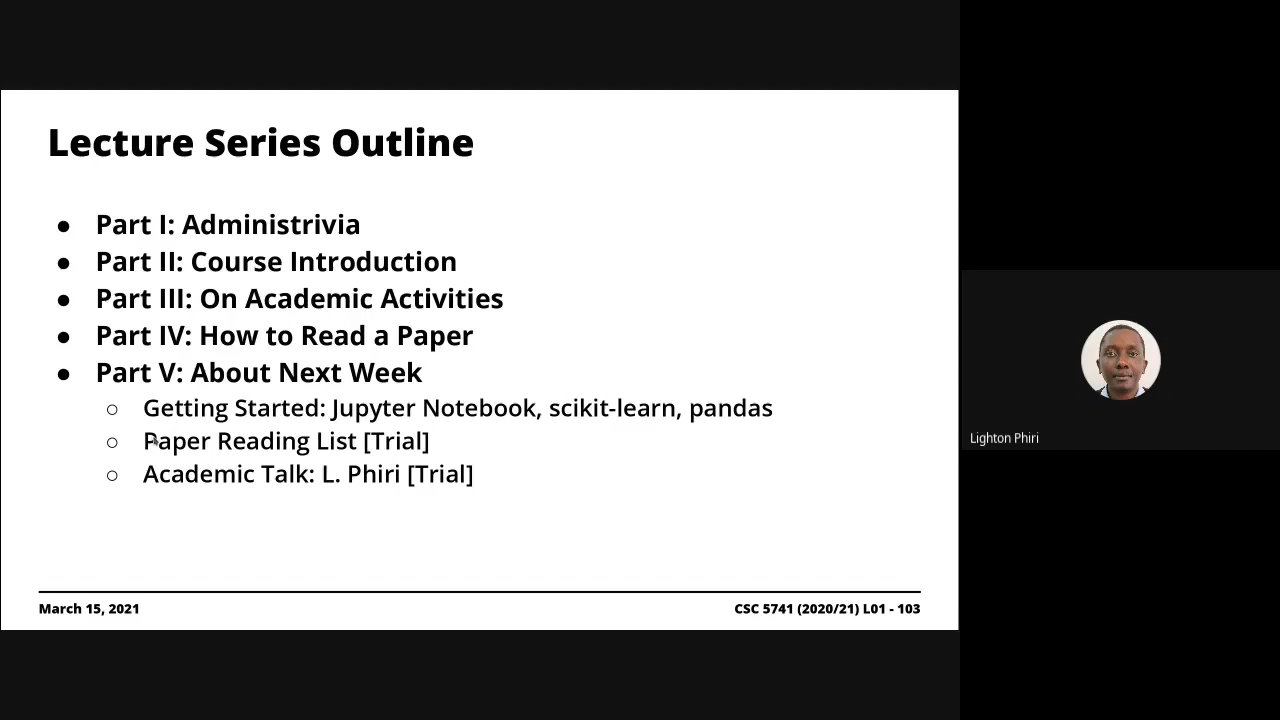 Lecture Series Outline
● Part I: Administrivia
● Part II: Course Introduction
● Part III: On Academic Activities
● Part IV: How to Read a Paper
● Part V: About Next Week
○ Getting Started: Jupyter Notebook, scikit-learn, pandas
○ Paper Reading List [Trial]
○ Academic Talk: L. Phiri [Trial]
March 15, 2021
CSC 5741 (2020/21) L01 - 103
Lighton Phiri